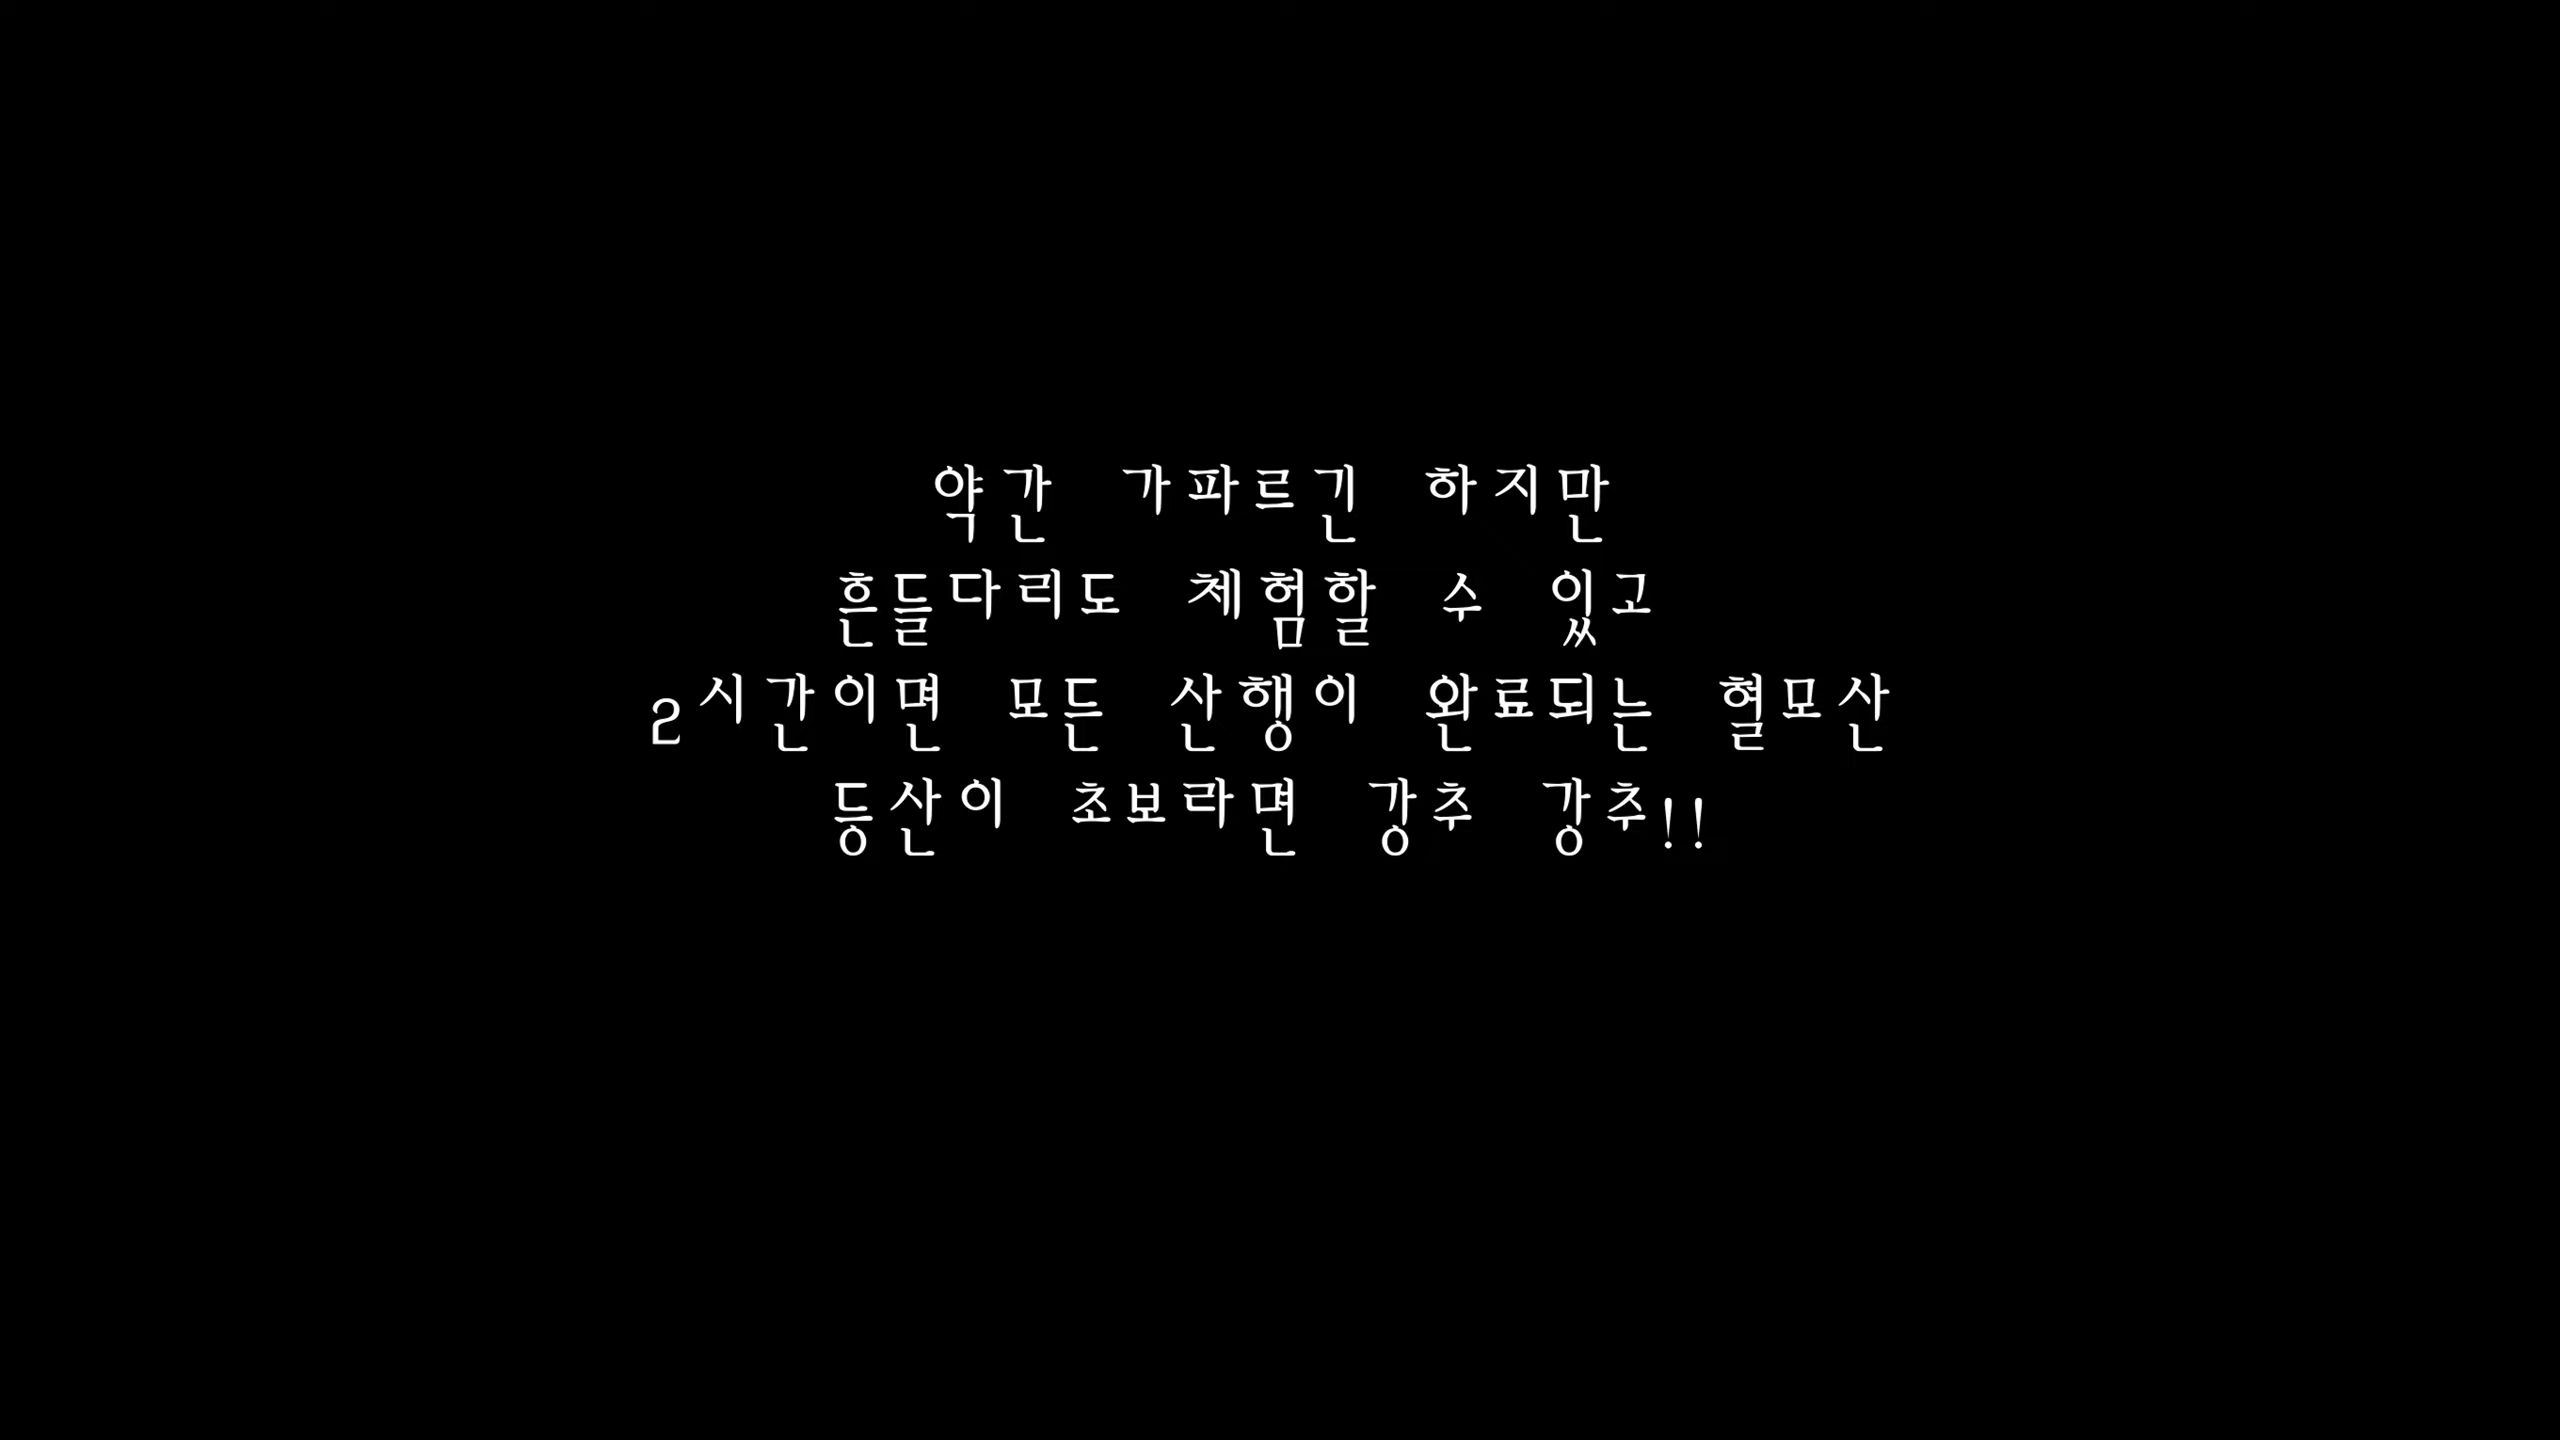 약간 가파르긴 하지만
흔들다리도 체험할 수 있고
2시간이면 모든 산행이 완료되는 혈모산
등산이 초보라면 강추 강추!!